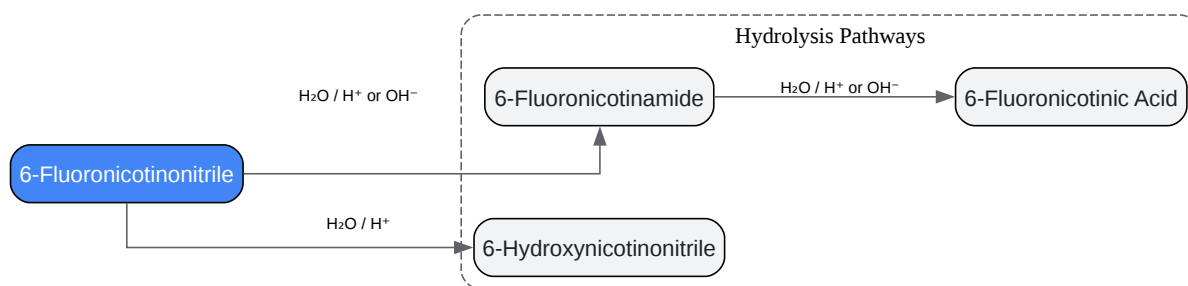 Hydrolysis Pathways
H₂O / H⁺ or OH⁻
6-Fluoronicotinamide
H₂O / H⁺ or OH⁻
6-Fluoronicotinic Acid
6-Fluoronicotinonitrile
H₂O / H⁺
6-Hydroxynicotinonitrile